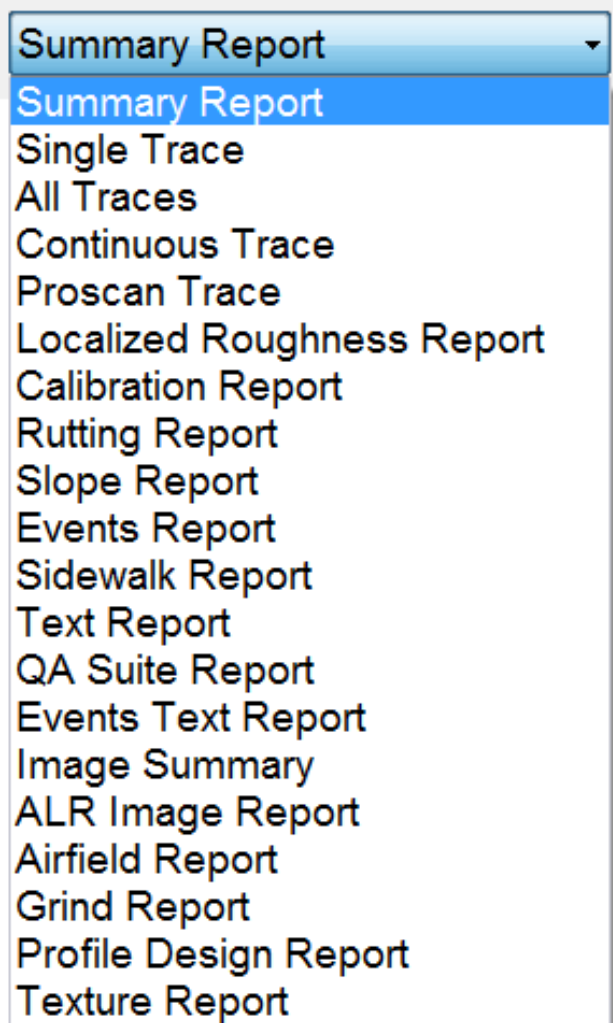 Summary Report
Summary Report
Single Trace
All Traces
Continuous Trace
Proscan Trace
Localized Roughness Report
Calibration Report
Rutting Report
Slope Report
Events Report
Sidewalk Report
Text Report
QA Suite Report
Events Text Report
Image Summary
ALR Image Report
Airfield Report
Grind Report
Profile Design Report
Texture Report